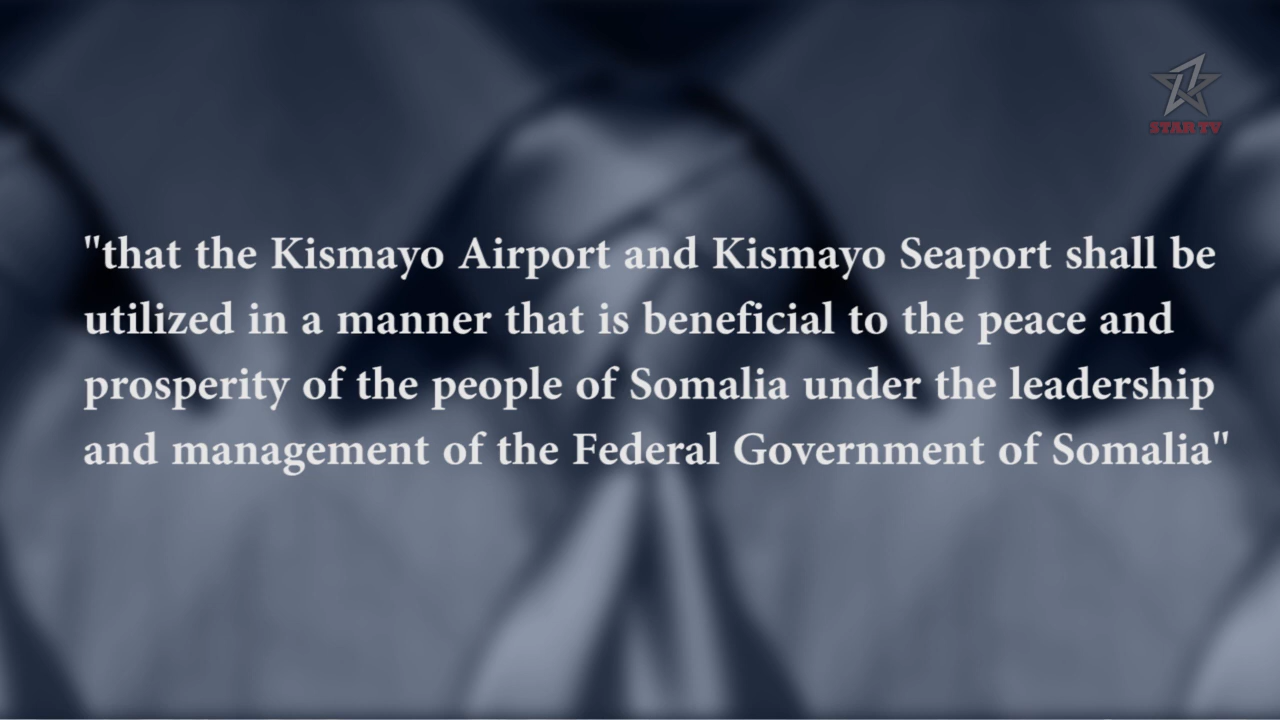 STAR TV
"that the Kismayo Airport and Kismayo Seaport shall be
utilized in a manner that is beneficial to the peace and
prosperity of the people of Somalia under the leadership
and management of the Federal Government of Somalia"